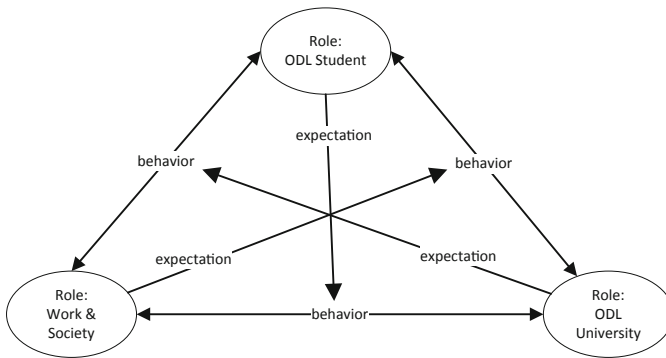 Role:
ODL Student
expectation
behavior
behavior
expectation
expectation
Role:
Work &
Society
behavior
Role:
ODL
University